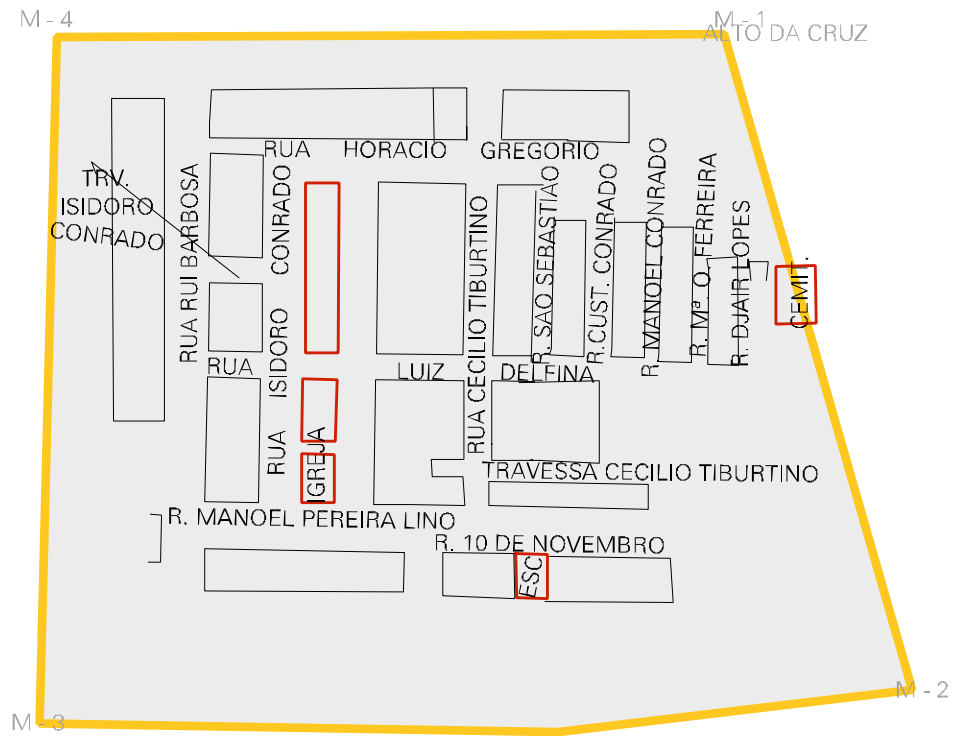 M - 4
M - 1
ALTO DA CRUZ
RUA HORACIO GREGORIO
TRV.
ISIDORO
CONRADO
RUA RUI BARBOSA
RUA ISIDORO CONRADO
RUA CECILIO TIBURTINO
R. SAO SEBASTIAO
R.CUST. CONRADO
R. MANOEL CONRADO
R. Mª. O. FERREIRA
R. DJAIR LOPES
CEMIT.
RUA LUIZ DELFINA
IGREJA
TRAVESSA CECILIO TIBURTINO
R. MANOEL PEREIRA LINO
R. 10 DE NOVEMBRO
ESC
M - 2
M - 3